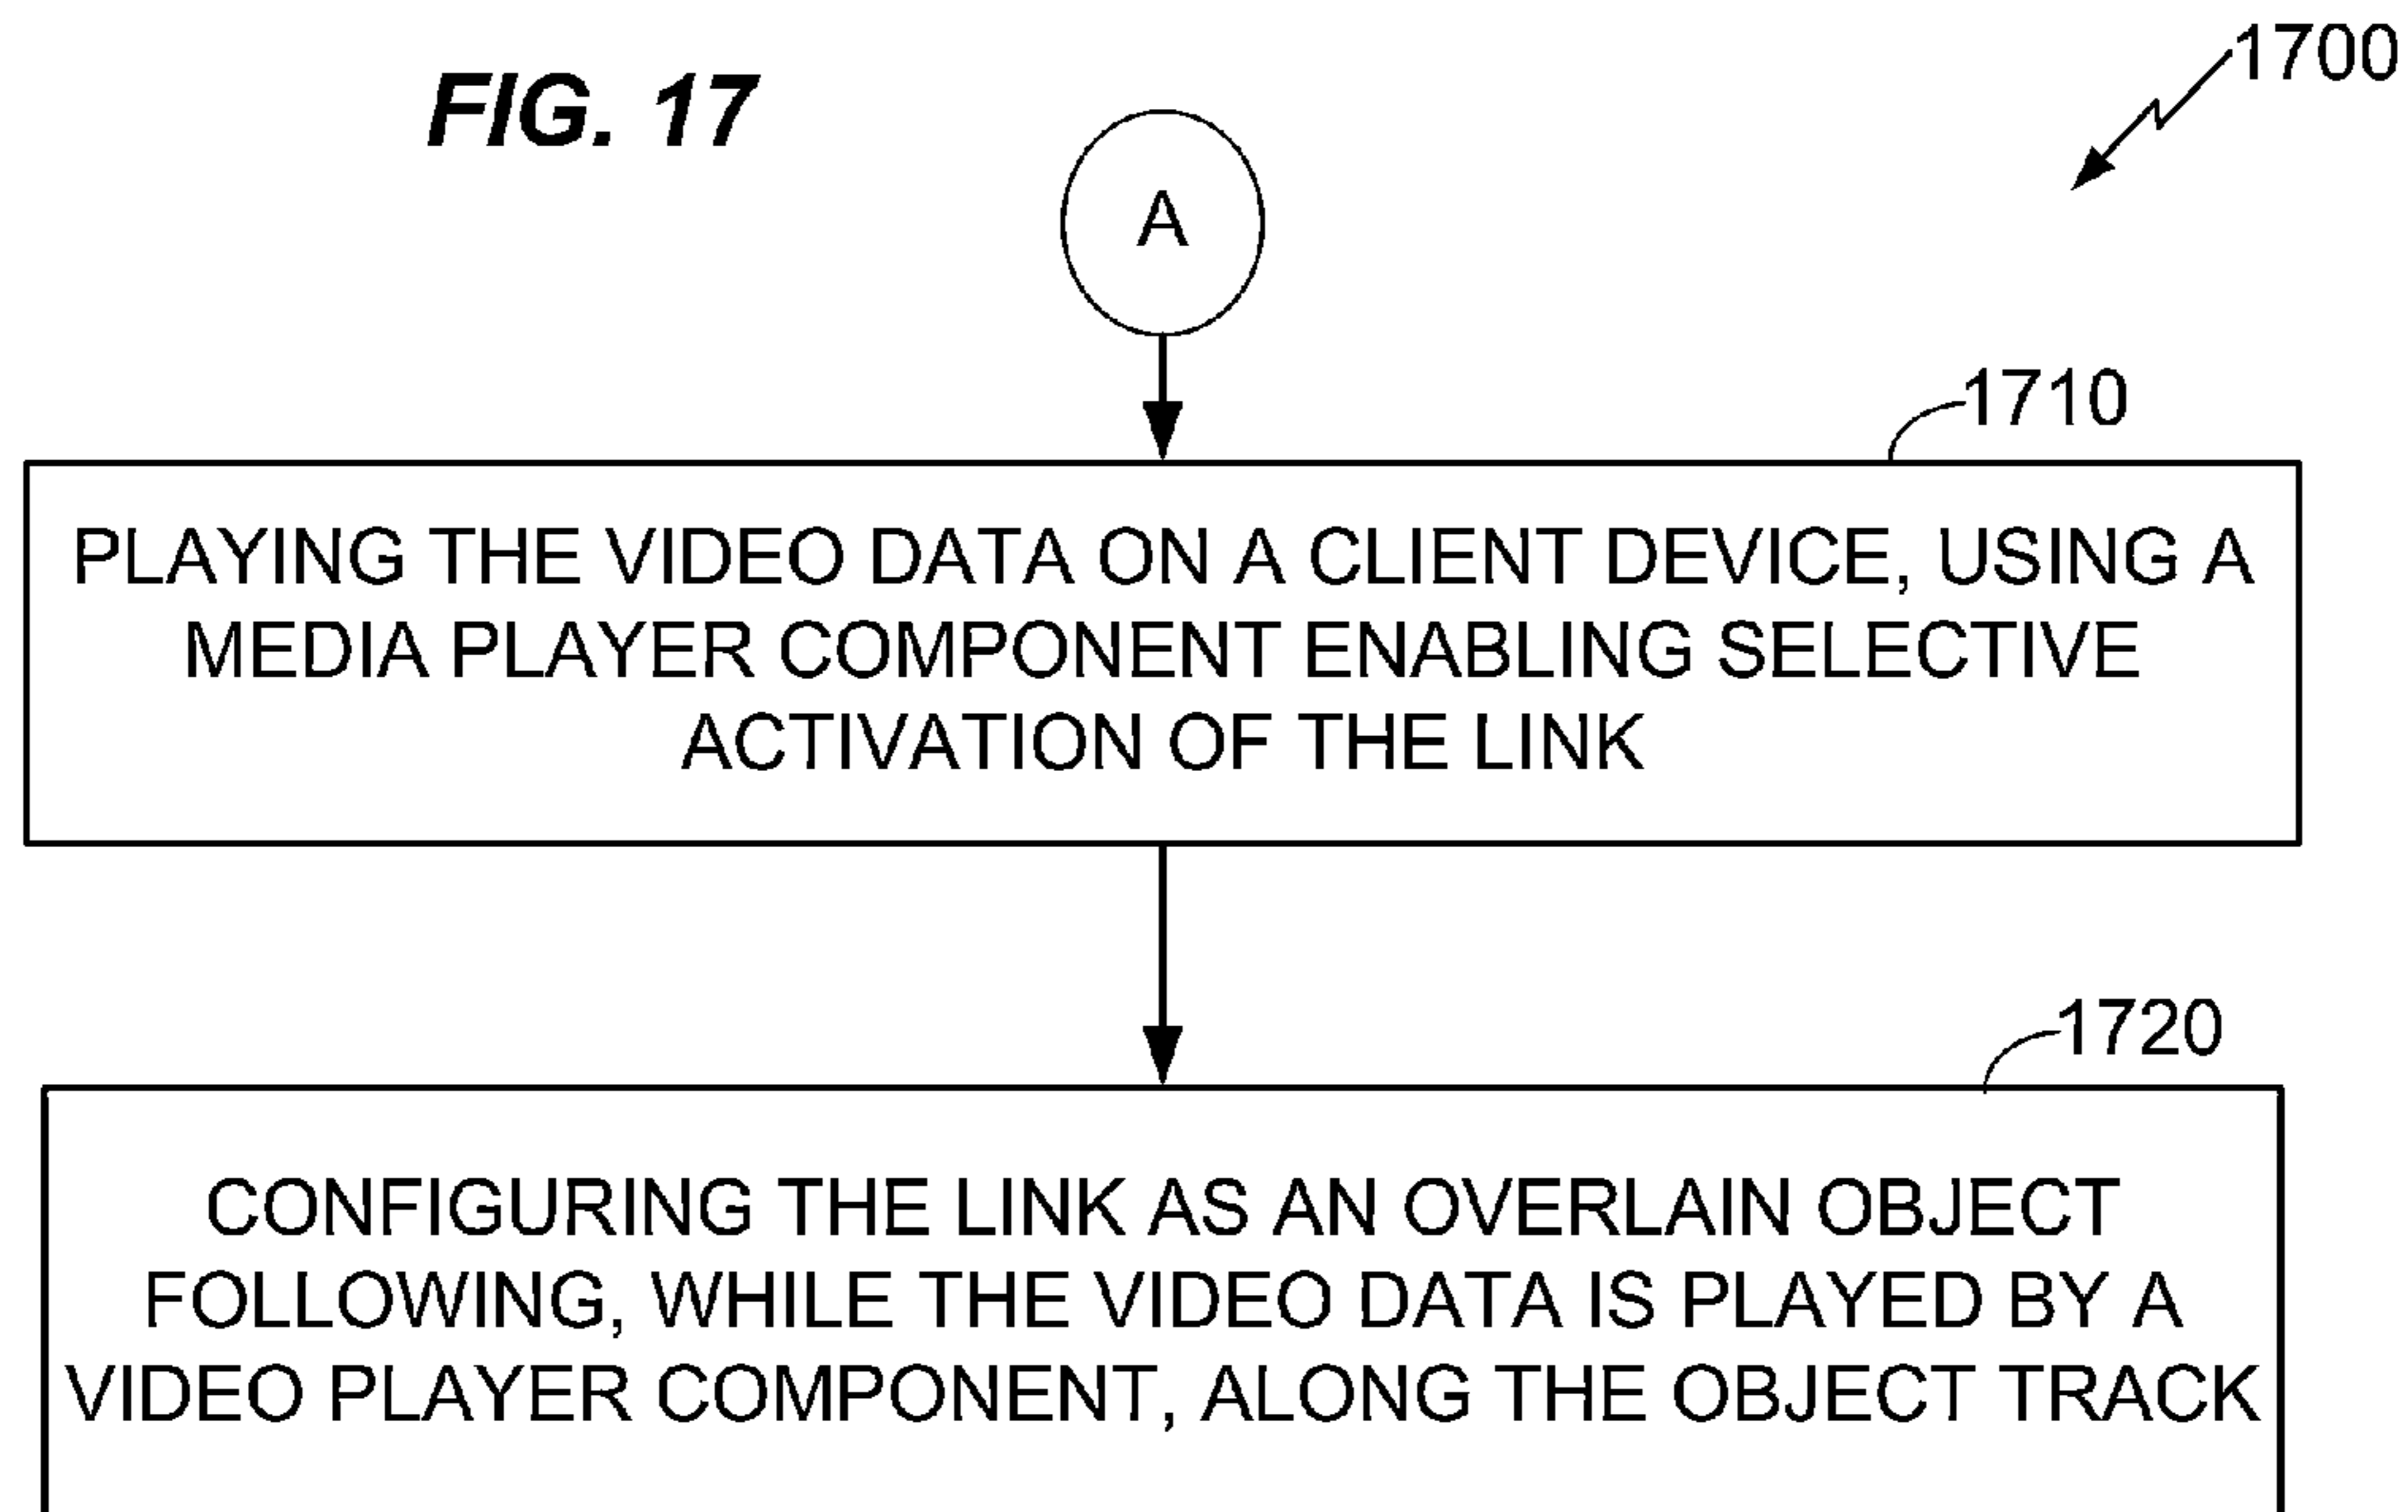 FIG. 17
1700
A
1710
PLAYING THE VIDEO DATA ON A CLIENT DEVICE, USING A
MEDIA PLAYER COMPONENT ENABLING SELECTIVE
ACTIVATION OF THE LINK
1720
CONFIGURING THE LINK AS AN OVERLAIN OBJECT
FOLLOWING, WHILE THE VIDEO DATA IS PLAYED BY A
VIDEO PLAYER COMPONENT, ALONG THE OBJECT TRACK